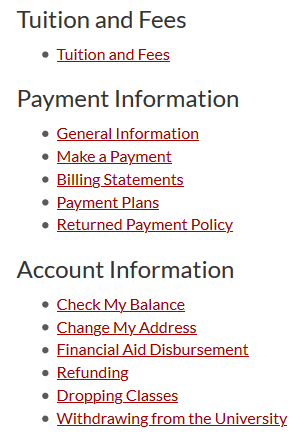 Tuition and Fees
Tuition and Fees
Payment Information
General Information
Make a Payment
Billing Statements
Payment Plans
Returned Payment Policy
Account Information
Check My Balance
Change My Address
Financial Aid Disbursement
Refunding
Dropping Classes
Withdrawing from the University